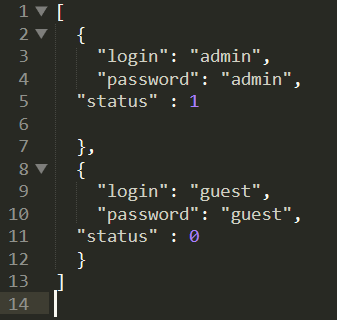 1 [
2 {
3 "login": "admin",
4 "password": "admin",
5 "status" : 1
6
7 },
8 {
9 "login": "guest",
10 "password": "guest",
11 "status" : 0
12 }
13 ]
14